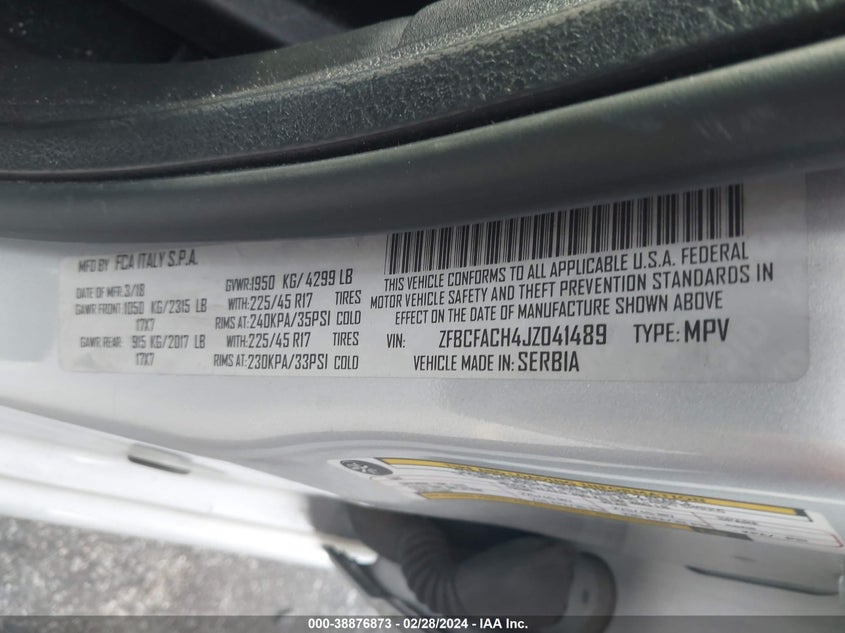 MFD BY FCA ITALY S.P.A.
DATE OF MFR: 3/18
GVWR: 1950 KG/ 4299 LB
GAWR FRONT: 1050 KG/2315 LB
WITH: 225/45 R17 TIRES
17X7
RIMS AT: 240KPA/35PSI COLD
GAWR REAR: 915 KG/2017 LB
WITH: 225/45 R17 TIRES
17X7
RIMS AT: 230KPA/33PSI COLD
THIS VEHICLE CONFORMS TO ALL APPLICABLE U.S.A. FEDERAL
MOTOR VEHICLE SAFETY AND THEFT PREVENTION STANDARDS IN
EFFECT ON THE DATE OF MANUFACTURE SHOWN ABOVE
VIN: ZFBCFACH4JZ041489 TYPE: MPV
VEHICLE MADE IN: SERBIA
000-38876873 - 02/28/2024 - IAAI.com.